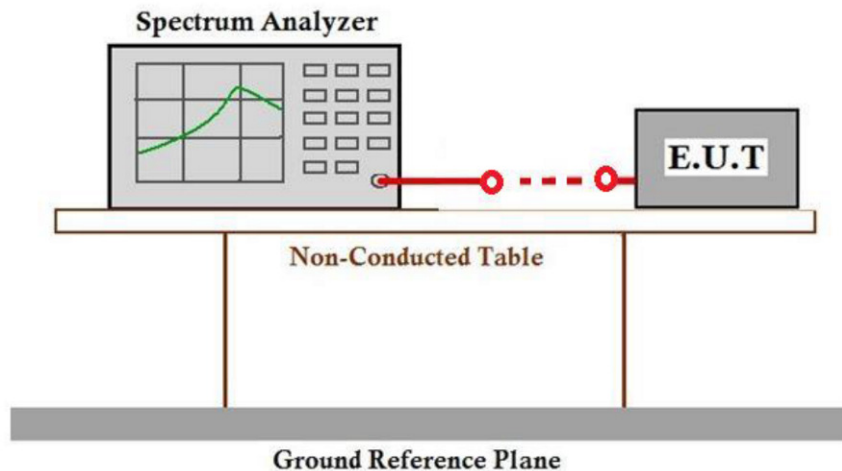 Spectrum Analyzer
E.U.T
Non-Conducted Table
Ground Reference Plane